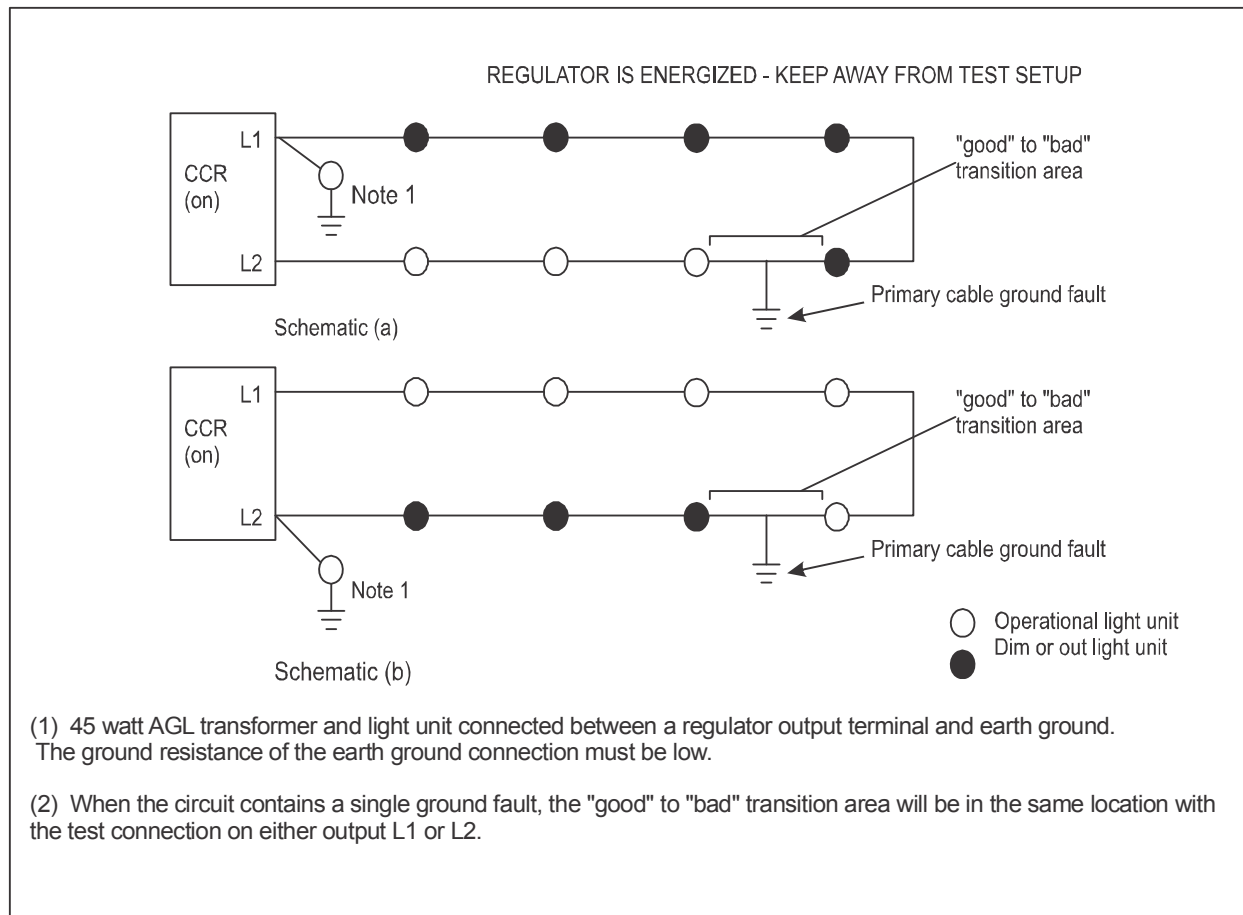 REGULATOR IS ENERGIZED - KEEP AWAY FROM TEST SETUP
L1
CCR
(on)
Note 1
L2
"good" to "bad"
transition area
Primary cable ground fault
Schematic (a)
L1
CCR
(on)
L2
Note 1
"good" to "bad"
transition area
Primary cable ground fault
Operational light unit
Dim or out light unit
Schematic (b)
(1) 45 watt AGL transformer and light unit connected between a regulator output terminal and earth ground.
The ground resistance of the earth ground connection must be low.
(2) When the circuit contains a single ground fault, the "good" to "bad" transition area will be in the same location with
the test connection on either output L1 or L2.